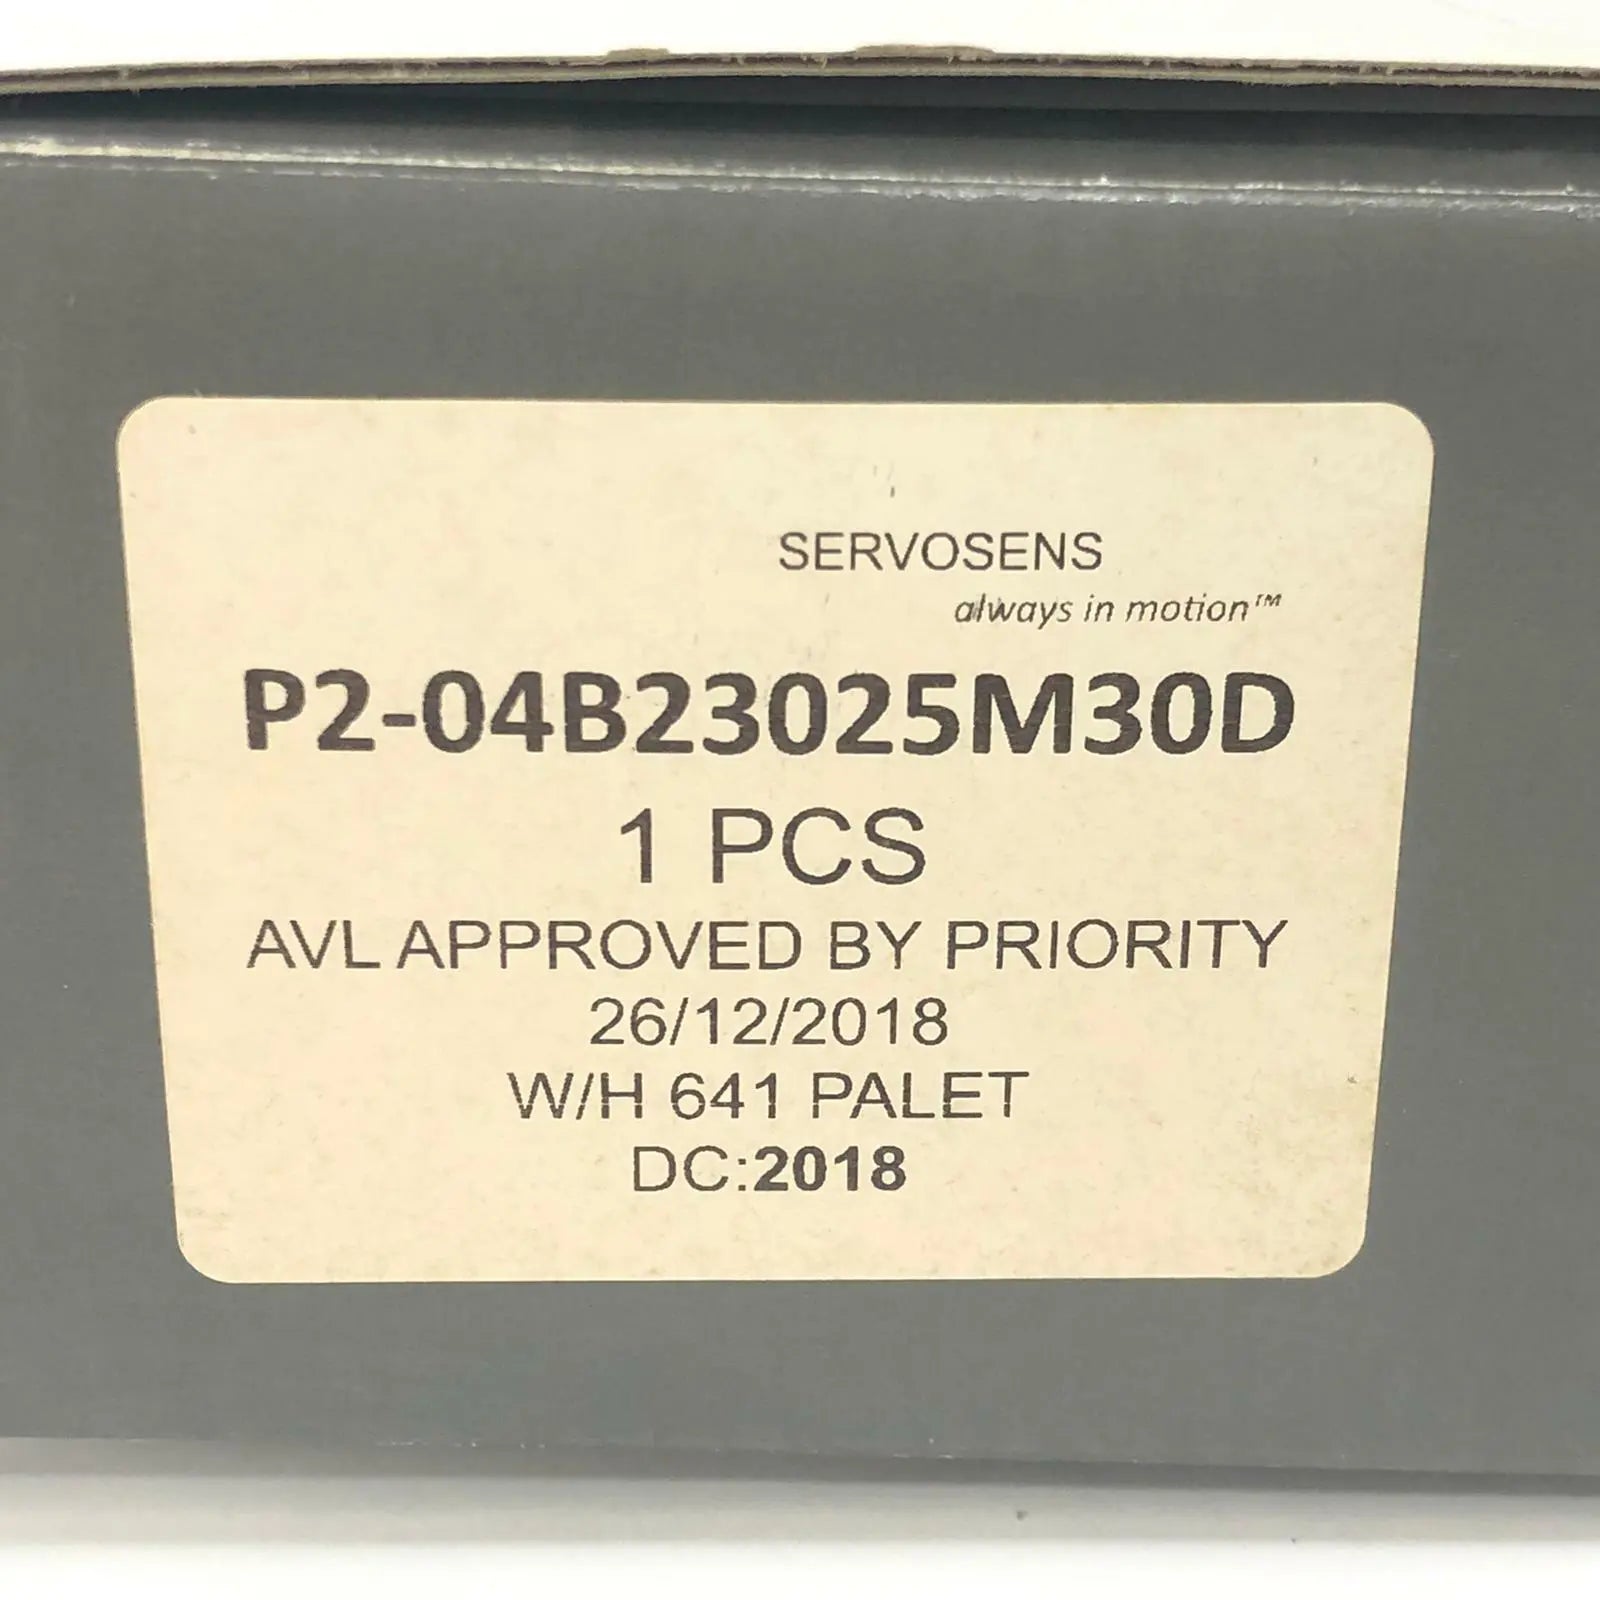 SERVOSENS
always in motion™
P2-04B23025M30D
1 PCS
AVL APPROVED BY PRIORITY
26/12/2018
W/H 641 PALET
DC:2018